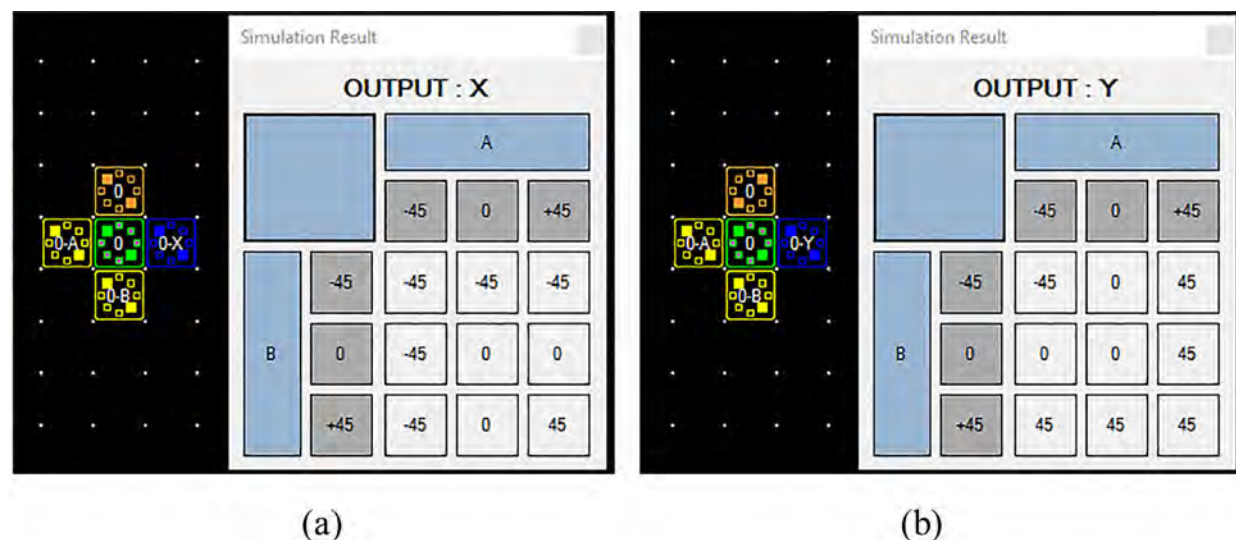 Simulation Result
OUTPUT : X
A
-45 0 +45
-45 -45 -45 -45
B 0 -45 0 0
+45 -45 0 45
0
0-A 0 0-X
0-B
(a)
Simulation Result
OUTPUT : Y
A
-45 0 +45
-45 -45 0 45
B 0 0 0 45
+45 45 45 45
0
0-A 0 0-Y
0-B
(b)